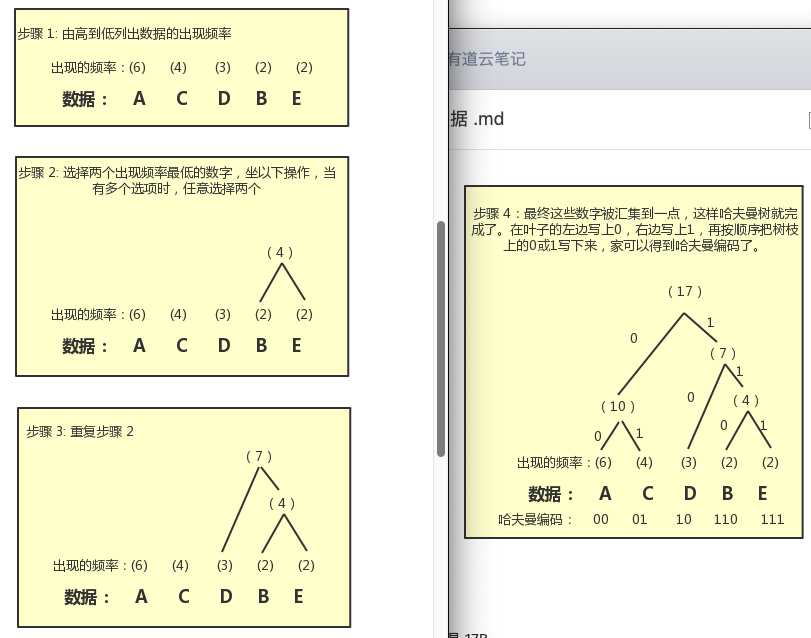 步骤 1: 由高到低列出数据的出现频率
出现的频率：(6) (4) (3) (2) (2)
数据： A C D B E
步骤 2: 选择两个出现频率最低的数字，坐以下操作，当
有多个选项时，任意选择两个
( 4 )
出现的频率：(6) (4) (3) (2) (2)
数据： A C D B E
步骤 3: 重复步骤 2
( 7 )
( 4 )
出现的频率：(6) (4) (3) (2) (2)
数据： A C D B E
有道云笔记
据 .md
步骤 4：最终这些数字被汇集到一点，这样哈夫曼树就完
成了。在叶子的左边写上0，右边写上1，再按顺序把树枝
上的0或1写下来，家可以得到哈夫曼编码了。
( 17 )
0 1
( 7 )
0 1
( 10 ) ( 4 )
0 1 0 1
出现的频率：(6) (4) (3) (2) (2)
数据： A C D B E
哈夫曼编码： 00 01 10 110 111